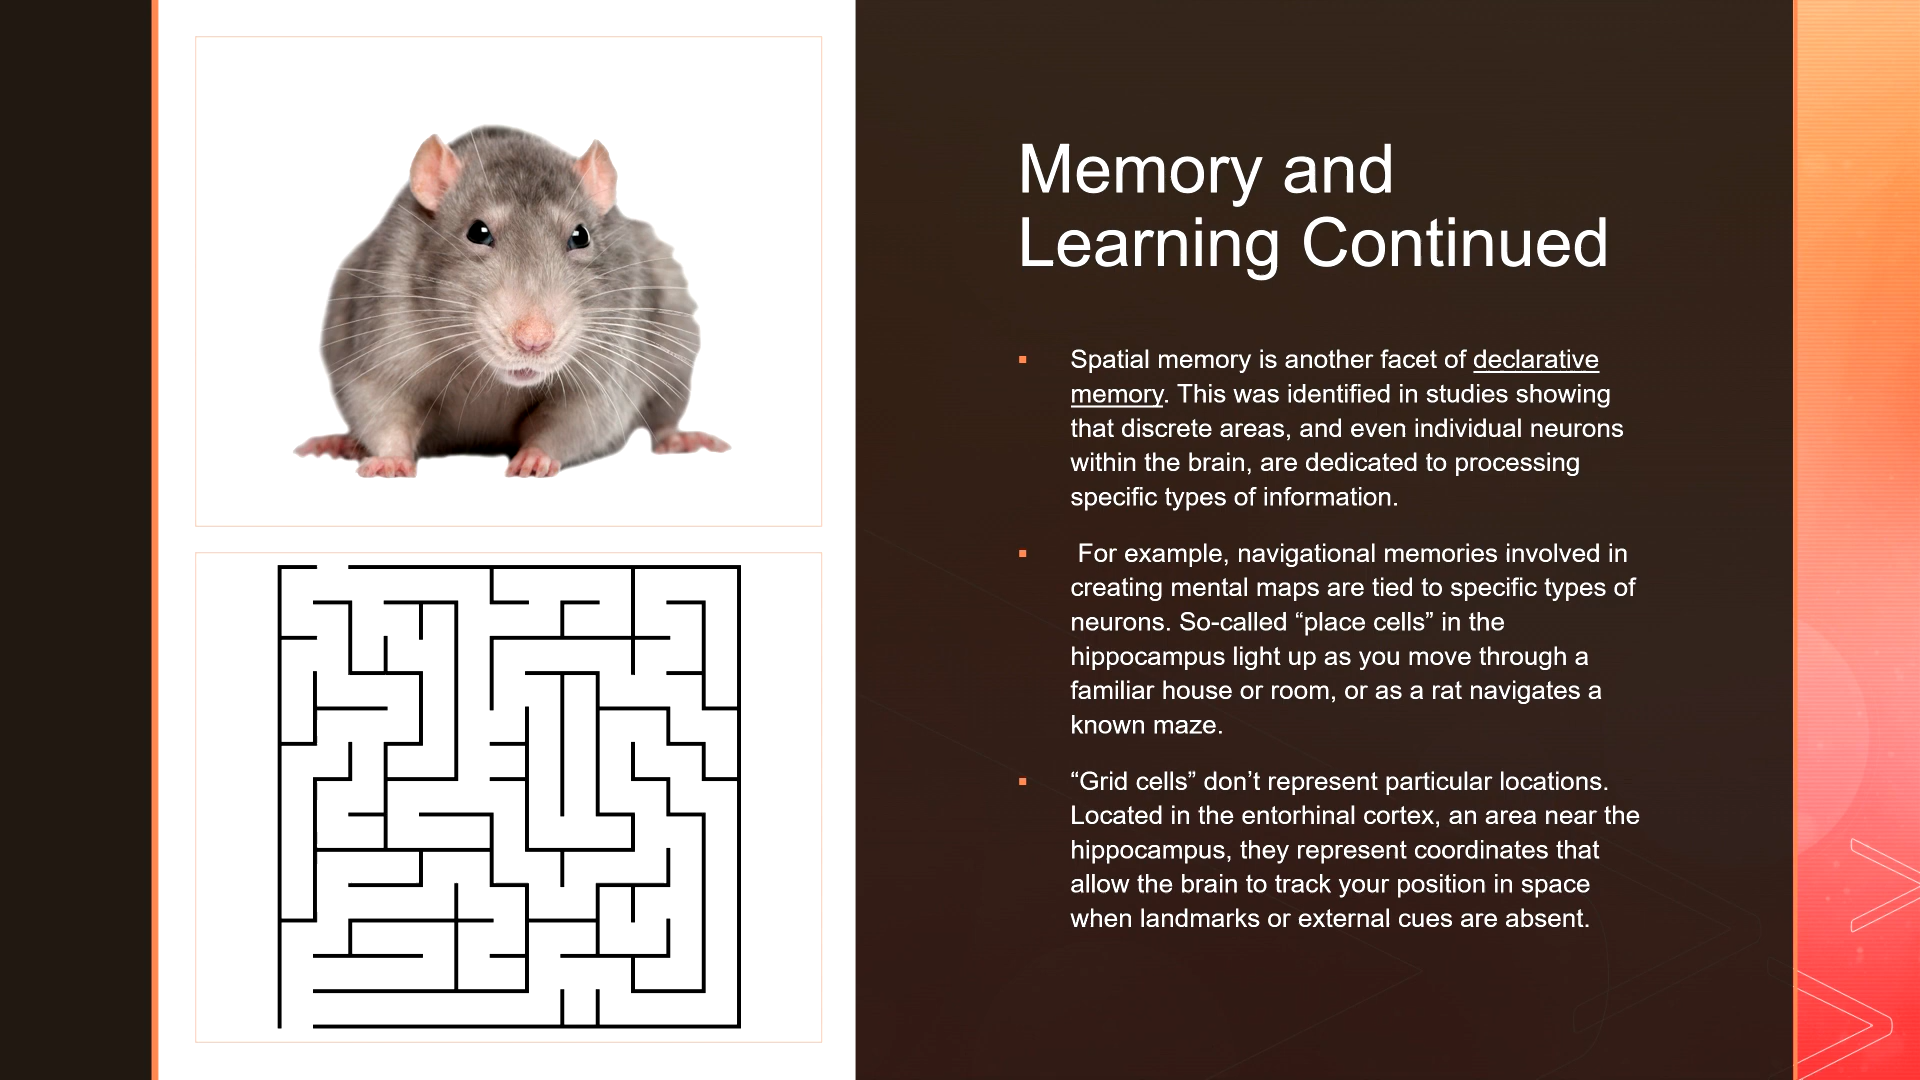 Memory and
Learning Continued
Spatial memory is another facet of declarative
memory. This was identified in studies showing
that discrete areas, and even individual neurons
within the brain, are dedicated to processing
specific types of information.
For example, navigational memories involved in
creating mental maps are tied to specific types of
neurons. So-called “place cells” in the
hippocampus light up as you move through a
familiar house or room, or as a rat navigates a
known maze.
“Grid cells” don’t represent particular locations.
Located in the entorhinal cortex, an area near the
hippocampus, they represent coordinates that
allow the brain to track your position in space
when landmarks or external cues are absent.